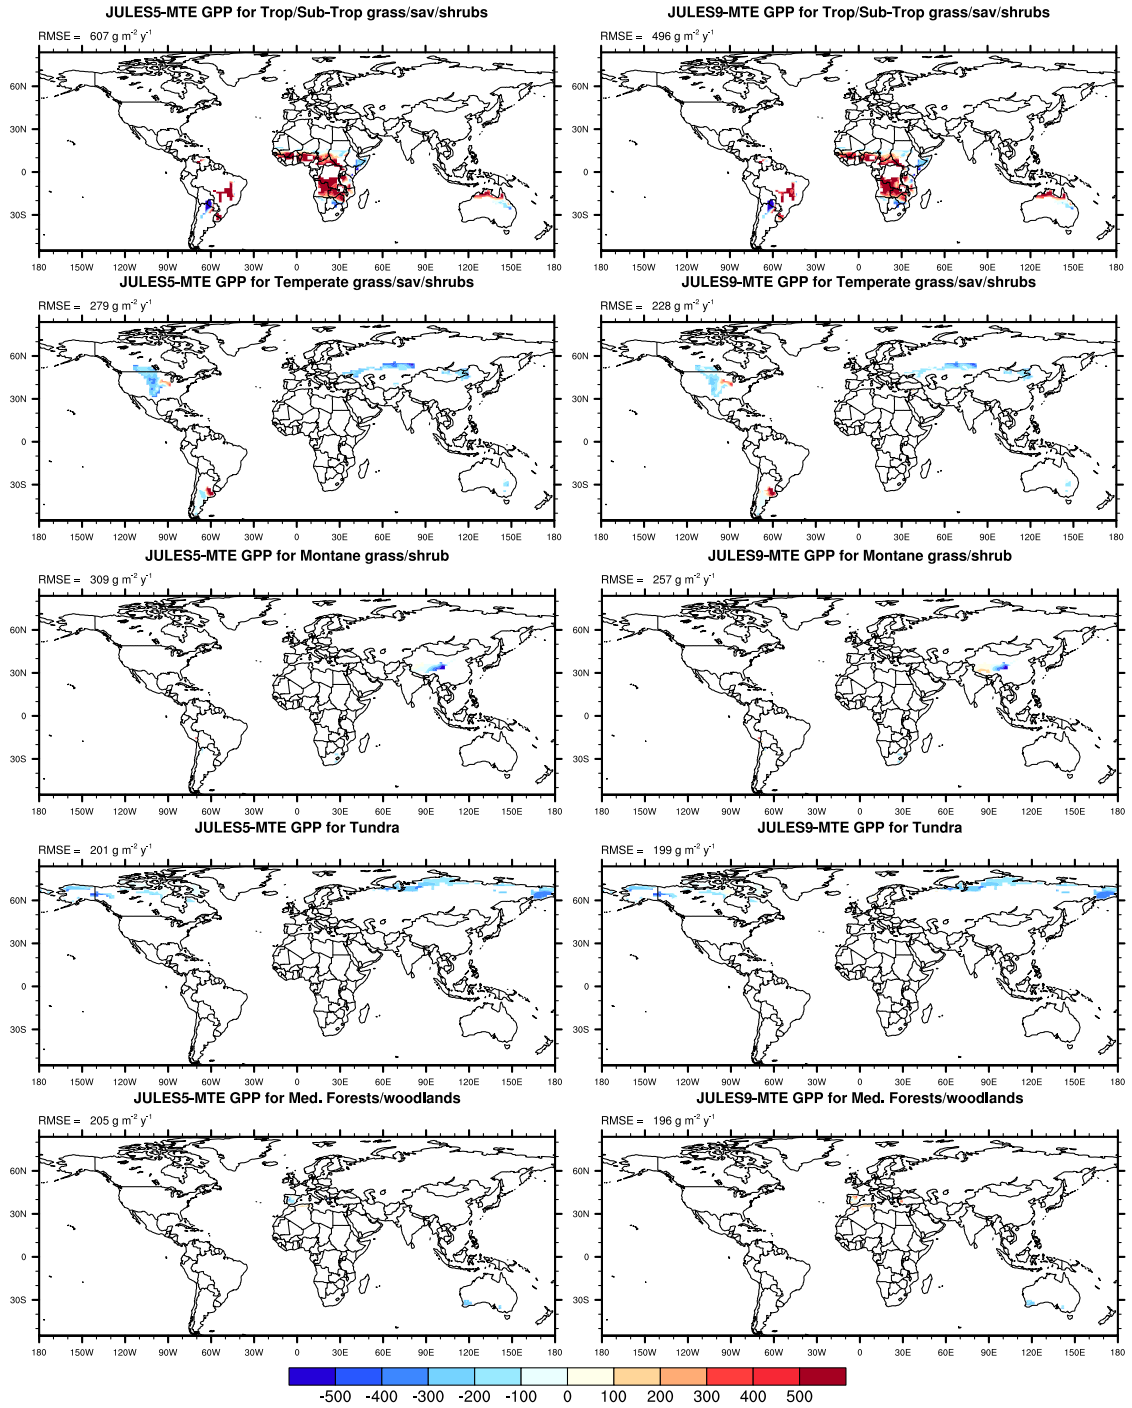 JULES5-MTE GPP for Trop/Sub-Trop grass/sav/shrubs
RMSE = 607 g m-2 y-1
60N
30N
0
30S
180 150W 120W 90W 60W 30W 0 30E 60E 90E 120E 150E 180
JULES9-MTE GPP for Trop/Sub-Trop grass/sav/shrubs
RMSE = 496 g m-2 y-1
180 150W 120W 90W 60W 30W 0 30E 60E 90E 120E 150E 180
JULES5-MTE GPP for Temperate grass/sav/shrubs
RMSE = 279 g m-2 y-1
60N
30N
0
30S
180 150W 120W 90W 60W 30W 0 30E 60E 90E 120E 150E 180
JULES9-MTE GPP for Temperate grass/sav/shrubs
RMSE = 228 g m-2 y-1
180 150W 120W 90W 60W 30W 0 30E 60E 90E 120E 150E 180
JULES5-MTE GPP for Montane grass/shrub
RMSE = 309 g m-2 y-1
60N
30N
0
30S
180 150W 120W 90W 60W 30W 0 30E 60E 90E 120E 150E 180
JULES9-MTE GPP for Montane grass/shrub
RMSE = 257 g m-2 y-1
180 150W 120W 90W 60W 30W 0 30E 60E 90E 120E 150E 180
JULES5-MTE GPP for Tundra
RMSE = 201 g m-2 y-1
60N
30N
0
30S
180 150W 120W 90W 60W 30W 0 30E 60E 90E 120E 150E 180
JULES9-MTE GPP for Tundra
RMSE = 199 g m-2 y-1
180 150W 120W 90W 60W 30W 0 30E 60E 90E 120E 150E 180
JULES5-MTE GPP for Med. Forests/woodlands
RMSE = 205 g m-2 y-1
60N
30N
0
30S
180 150W 120W 90W 60W 30W 0 30E 60E 90E 120E 150E 180
JULES9-MTE GPP for Med. Forests/woodlands
RMSE = 196 g m-2 y-1
180 150W 120W 90W 60W 30W 0 30E 60E 90E 120E 150E 180
-500 -400 -300 -200 -100 0 100 200 300 400 500